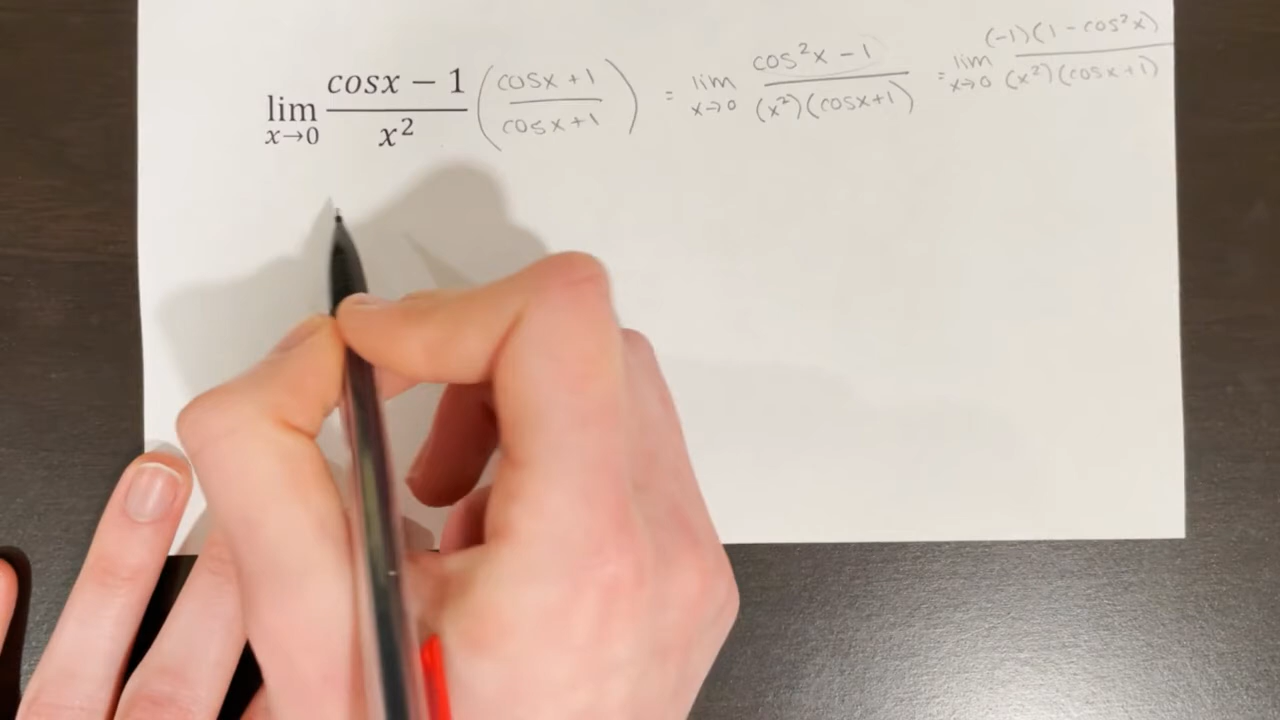 lim x→0 (cosx − 1)/x² ((cosx + 1)/(cosx + 1)) = lim x→0 (cos²x − 1)/((x²)(cosx+1)) = lim x→0 ((-1)(1 - cos²x))/((x²)(cosx+1))